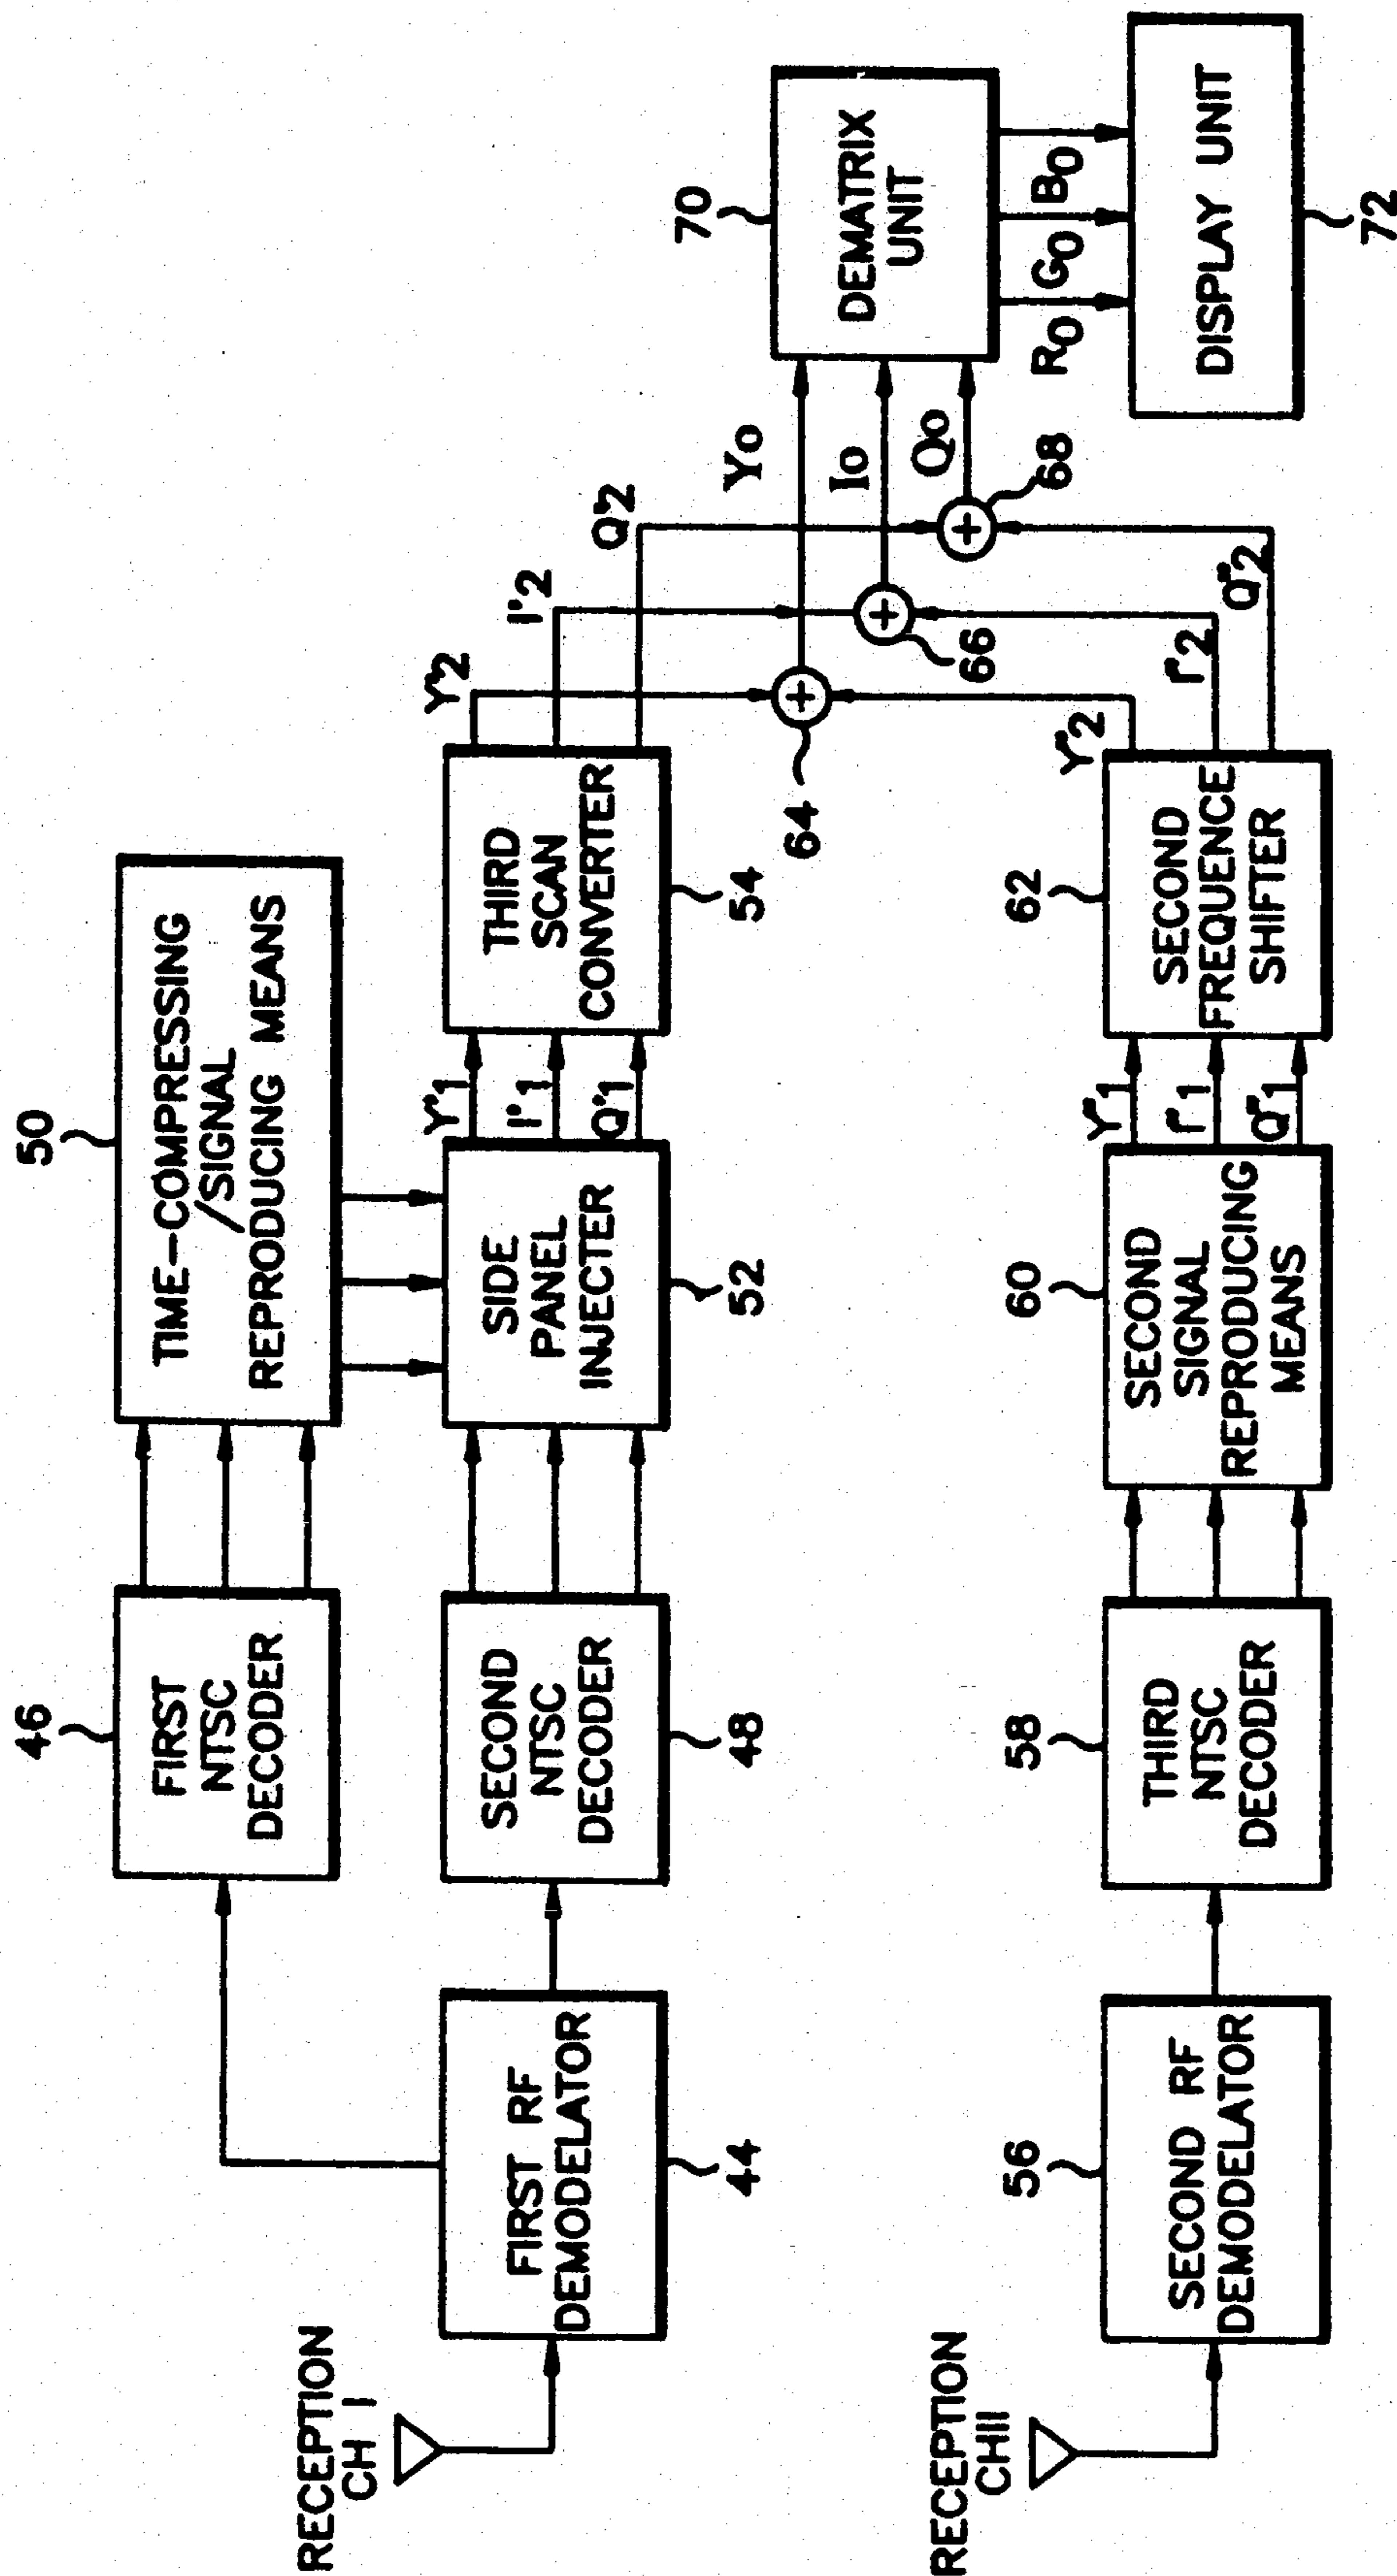 RECEPTION
CH I
FIRST RF
DEMODELATOR
44
46
FIRST
NTSC
DECODER
SECOND
NTSC
DECODER
48
50
TIME-COMPRESSING
/SIGNAL
REPRODUCING MEANS
SIDE
PANEL
INJECTER
52
Y'1
I'1
Q'1
THIRD
SCAN
CONVERTER
54
Y'2
I'2
Q'2
RECEPTION
CHII
56
SECOND RF
DEMODELATOR
58
THIRD
NTSC
DECODER
60
SECOND
SIGNAL
REPRODUCING
MEANS
Y"1
I"1
Q"1
62
SECOND
FREQUENCE
SHIFTER
Y"2
I"2
Q"2
64
66
68
Yo
Io
Qo
70
DEMATRIX
UNIT
R0
G0
B0
DISPLAY UNIT
72